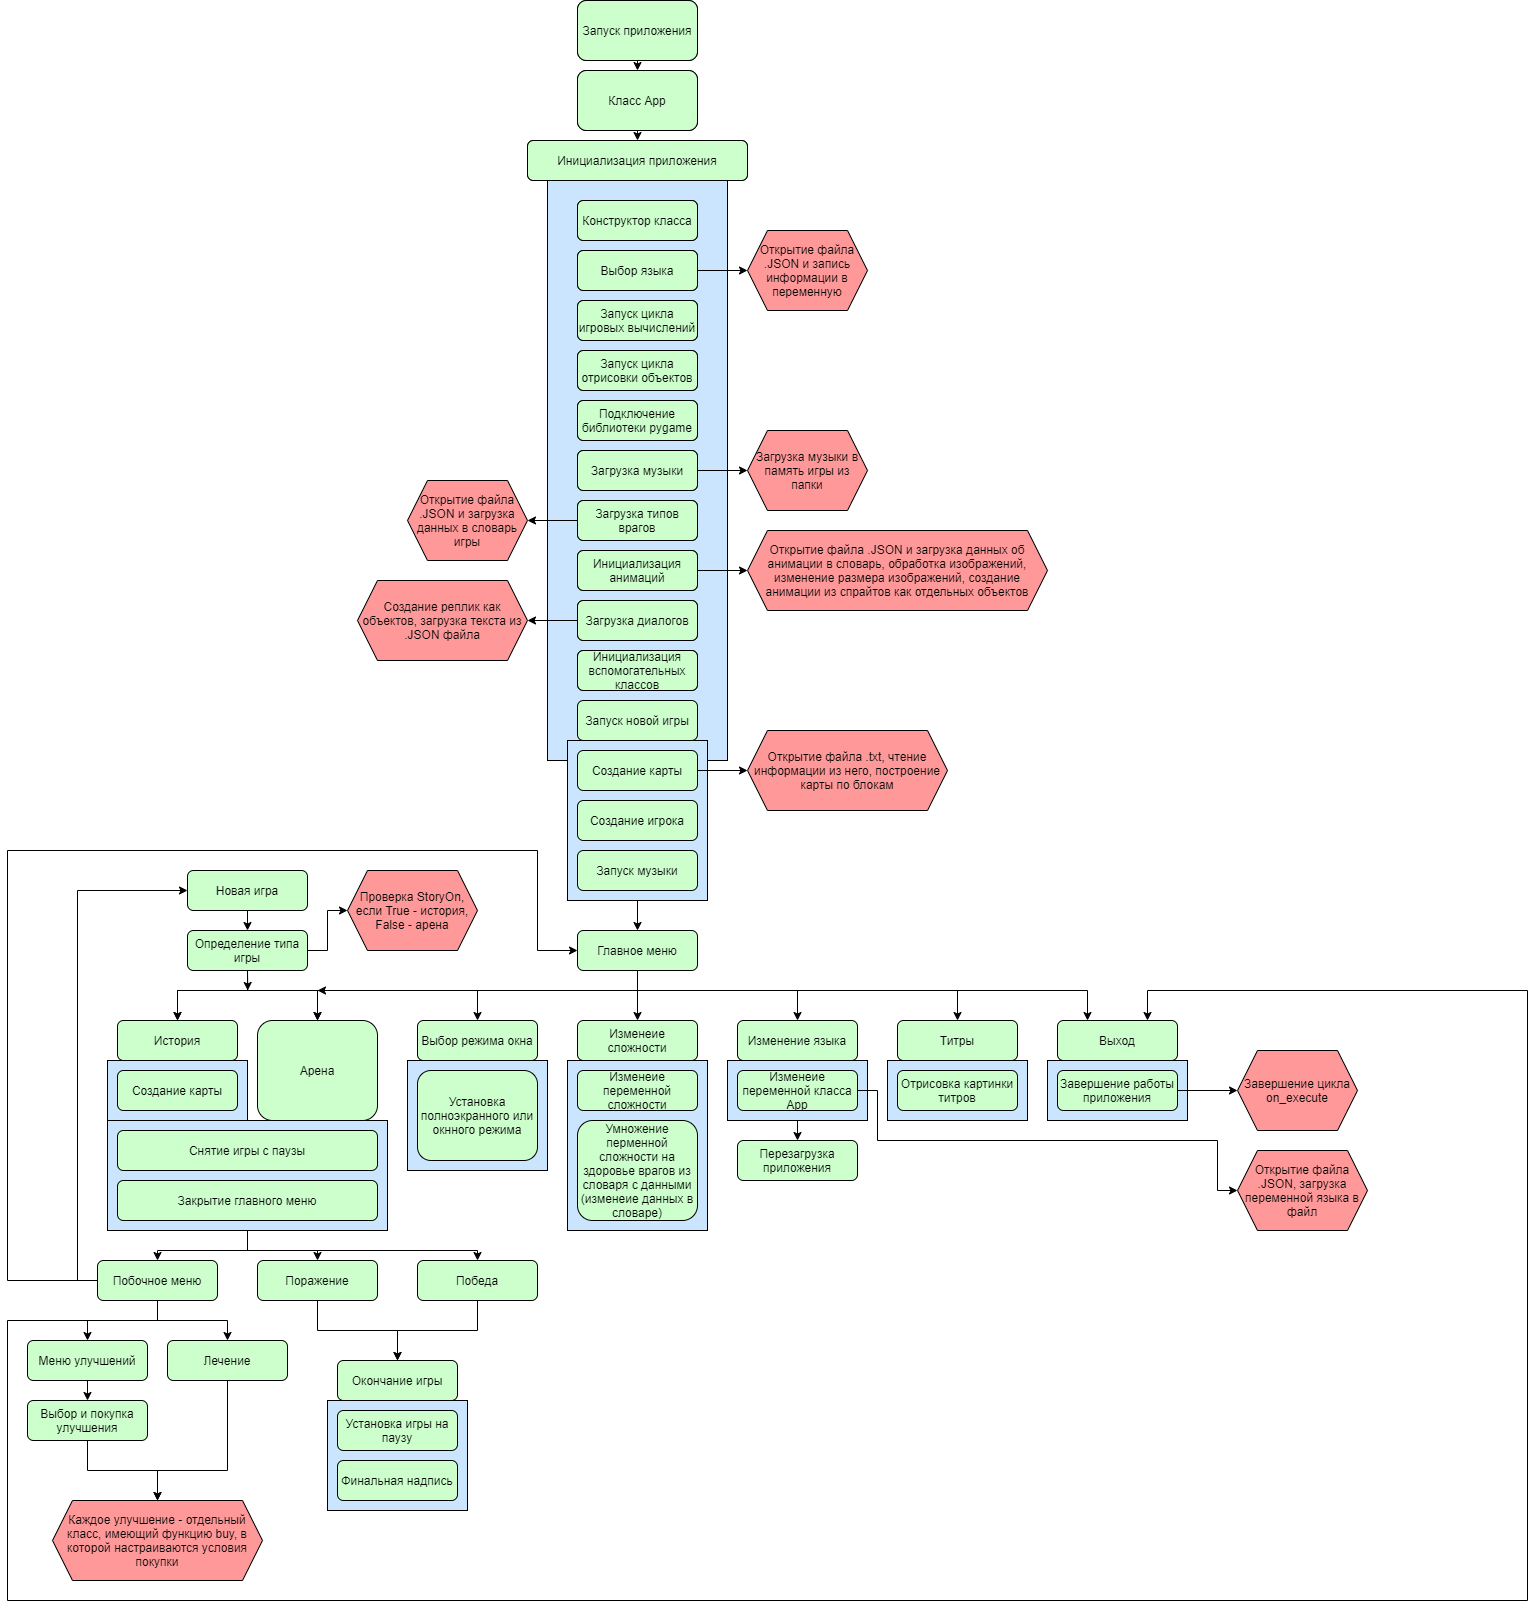 Запуск приложения
Класс App
Инициализация приложения
Конструктор класса
Выбор языка
Открытие файла
.JSON и запись
информации в
переменную
Запуск цикла
игровых вычислений
Запуск цикла
отрисовки объектов
Подключение
библиотеки pygame
Загрузка музыки
Загрузка музыки в
память игры из
папки
Загрузка типов
врагов
Открытие файла
.JSON и загрузка
данных в словарь
игры
Инициализация
анимаций
Открытие файла .JSON и загрузка данных об
анимации в словарь, обработка изображений,
изменение размера изображений, создание
анимации из спрайтов как отдельных объектов
Загрузка диалогов
Создание реплик как
объектов, загрузка текста из
.JSON файла
Инициализация
вспомогательных
классов
Запуск новой игры
Создание карты
Открытие файла .txt, чтение
информации из него, построение
карты по блокам
Создание игрока
Запуск музыки
Новая игра
Проверка StoryOn,
если True - история,
False - арена
Определение типа
игры
Главное меню
История
Создание карты
Арена
Снятие игры с паузы
Закрытие главного меню
Выбор режима окна
Установка
полноэкранного или
окнного режима
Изменеие
сложности
Изменеие
переменной
сложности
Умножение
перменной
сложности на
здоровье врагов из
словаря с данными
(изменеие данных в
словаре)
Изменение языка
Изменеие
переменной класса
App
Перезагрузка
приложения
Титры
Отрисовка картинки
титров
Выход
Завершение работы
приложения
Завершение цикла
on_execute
Открытие файла
.JSON, загрузка
переменной языка в
файл
Побочное меню
Поражение
Победа
Меню улучшений
Лечение
Выбор и покупка
улучшения
Окончание игры
Установка игры на
паузу
Финальная надпись
Каждое улучшение - отдельный
класс, имеющий функцию buy, в
которой настраиваются условия
покупки